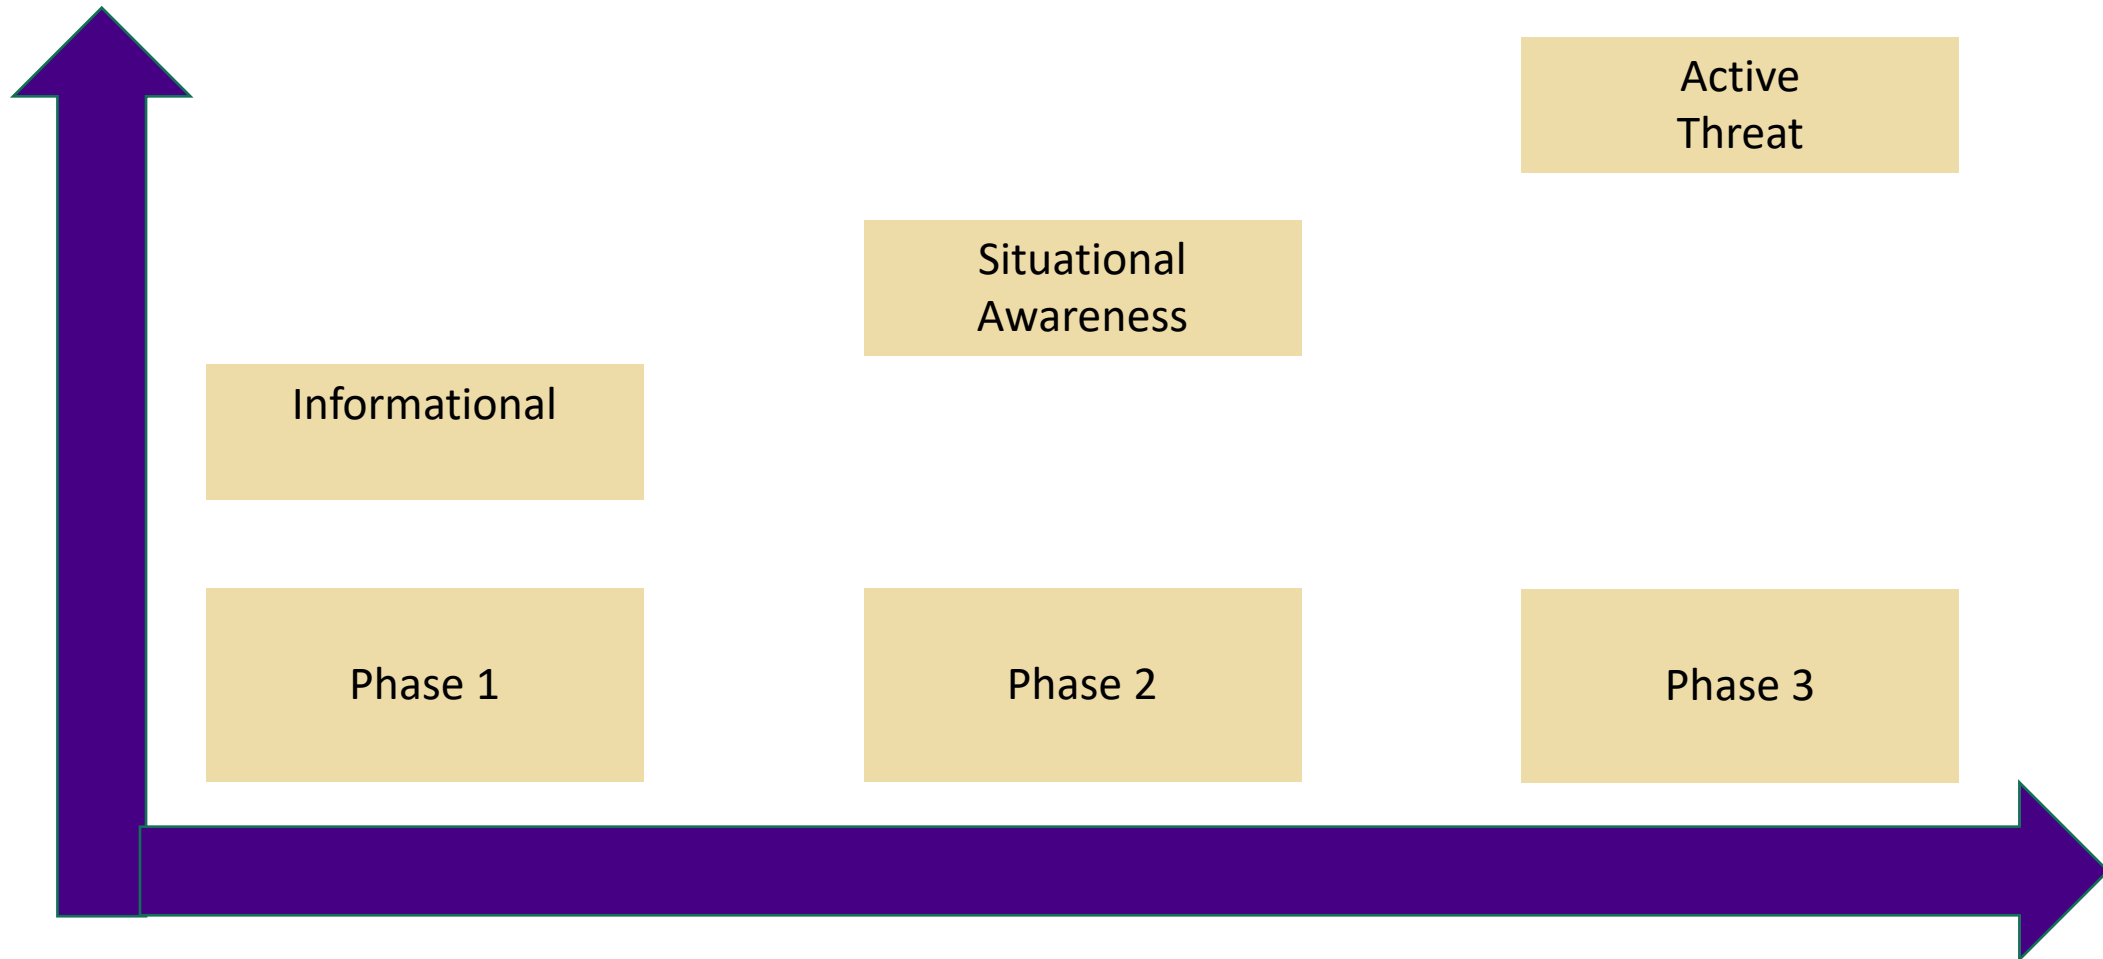 Active
Threat
Situational
Awareness
Informational
Phase 1
Phase 2
Phase 3